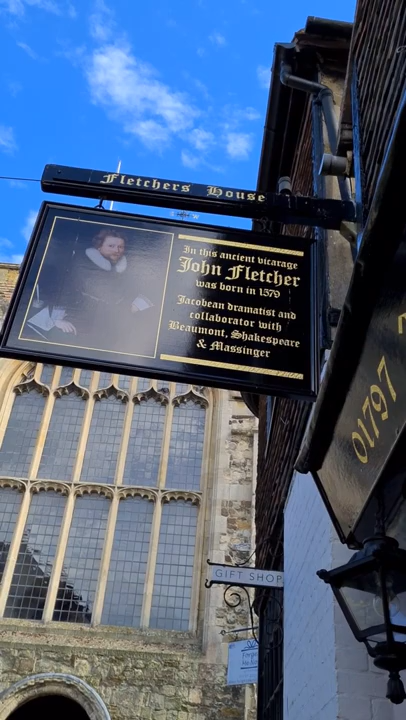 Fletchers House
In this ancient vicarage
John Fletcher
was born in 1579
Jacobean dramatist and
collaborator with
Beaumont, Shakespeare
& Massinger
01797
GIFT SHOP